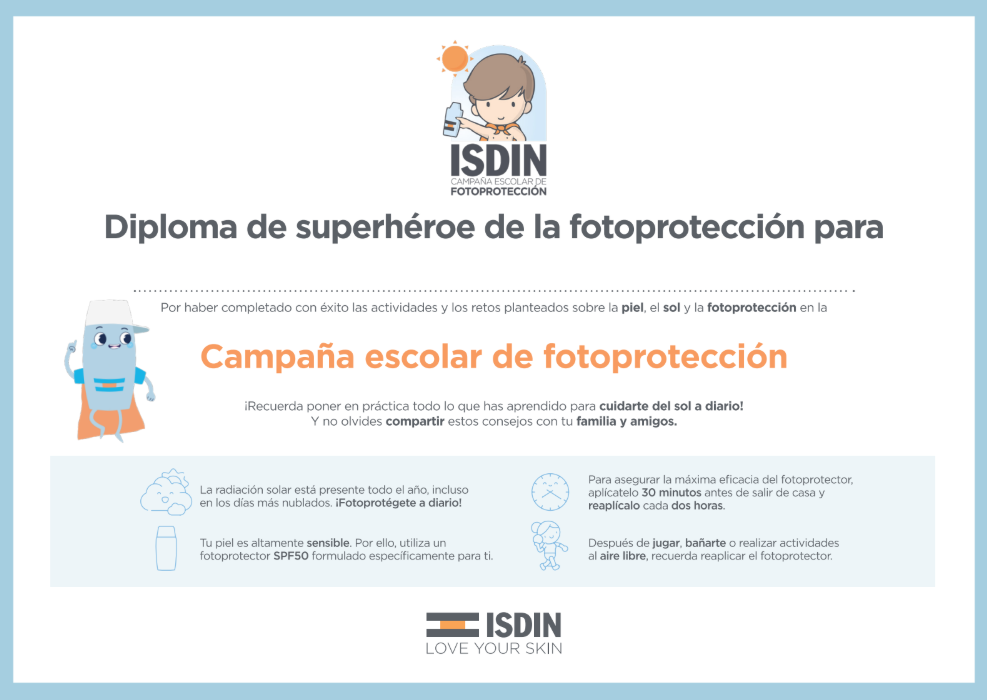 ISDIN
CAMPAÑA ESCOLAR DE
FOTOPROTECCIÓN
Diploma de superhéroe de la fotoprotección para
Por haber completado con éxito las actividades y los retos planteados sobre la piel, el sol y la fotoprotección en la
Campaña escolar de fotoprotección
¡Recuerda poner en práctica todo lo que has aprendido para cuidarte del sol a diario!
Y no olvides compartir estos consejos con tu familia y amigos.
La radiación solar está presente todo el año, incluso
en los días más nublados. ¡Fotoprotégete a diario!
Tu piel es altamente sensible. Por ello, utiliza un
fotoprotector SPF50 formulado específicamente para ti.
Para asegurar la máxima eficacia del fotoprotector,
aplícatelo 30 minutos antes de salir de casa y
reaplícalo cada dos horas.
Después de jugar, bañarte o realizar actividades
al aire libre, recuerda reaplicar el fotoprotector.
ISDIN
LOVE YOUR SKIN